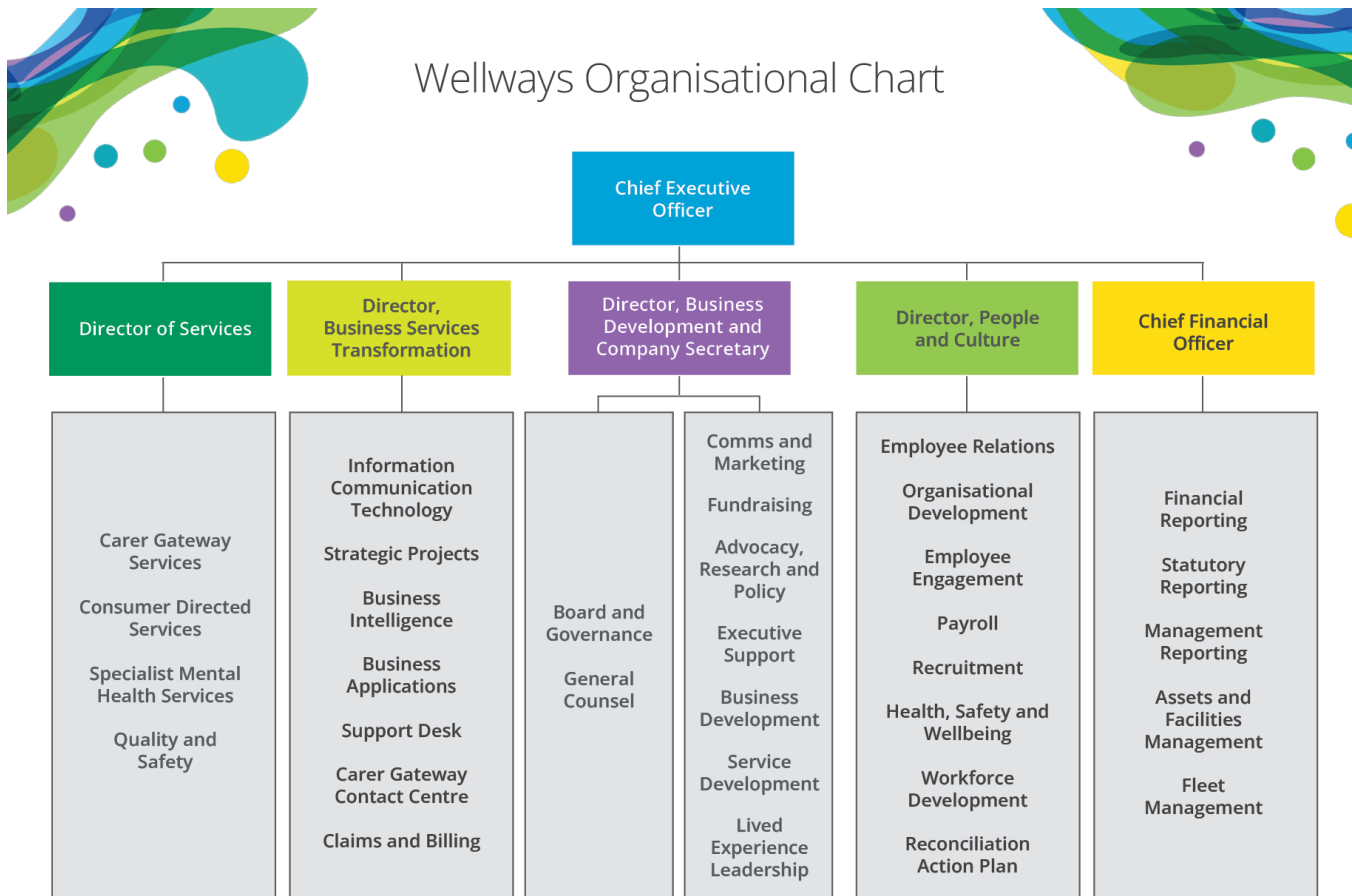 Wellways Organisational Chart
Chief Executive
Officer
Director of Services
Director,
Business Services
Transformation
Director, Business
Development and
Company Secretary
Director, People
and Culture
Chief Financial
Officer
Carer Gateway
Services
Consumer Directed
Services
Specialist Mental
Health Services
Quality and
Safety
Information
Communication
Technology
Strategic Projects
Business
Intelligence
Business
Applications
Support Desk
Carer Gateway
Contact Centre
Claims and Billing
Board and
Governance
General
Counsel
Comms and
Marketing
Fundraising
Advocacy,
Research and
Policy
Executive
Support
Business
Development
Service
Development
Lived
Experience
Leadership
Employee Relations
Organisational
Development
Employee
Engagement
Payroll
Recruitment
Health, Safety and
Wellbeing
Workforce
Development
Reconciliation
Action Plan
Financial
Reporting
Statutory
Reporting
Management
Reporting
Assets and
Facilities
Management
Fleet
Management